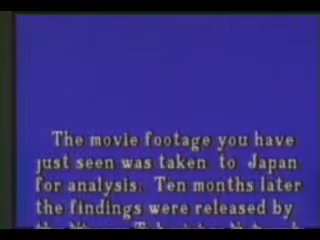 The movie footage you have
just seen was taken to Japan
for analysis. Ten months later
the findings were released by